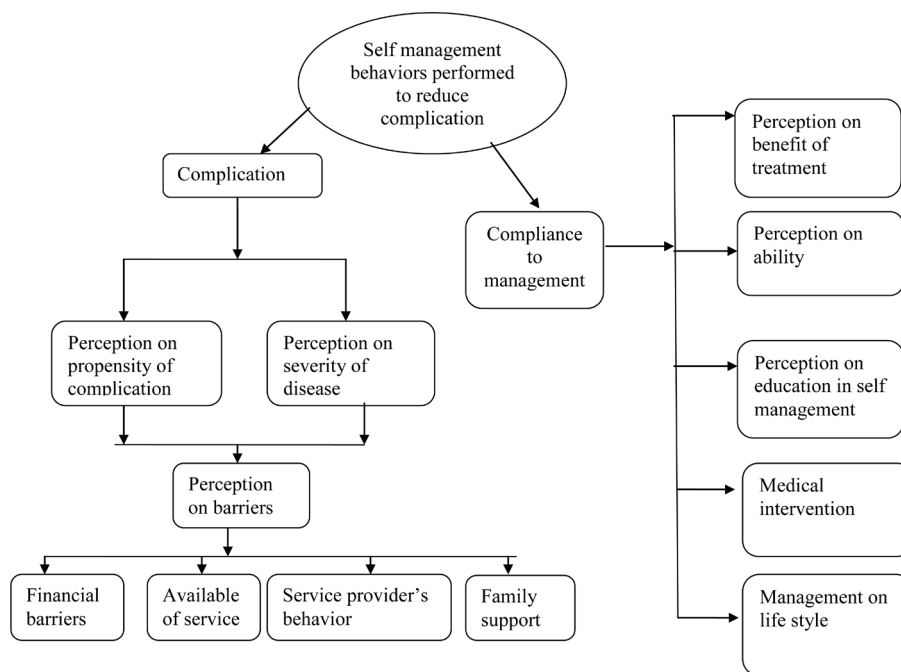 Self management
behaviors performed
to reduce
complication
Complication
Compliance
to
management
Perception on
benefit of
treatment
Perception on
ability
Perception on
education in self
management
Medical
intervention
Management on
life style
Perception on
propensity of
complication
Perception on
severity of
disease
Perception
on barriers
Financial
barriers
Available
of service
Service provider's
behavior
Family
support